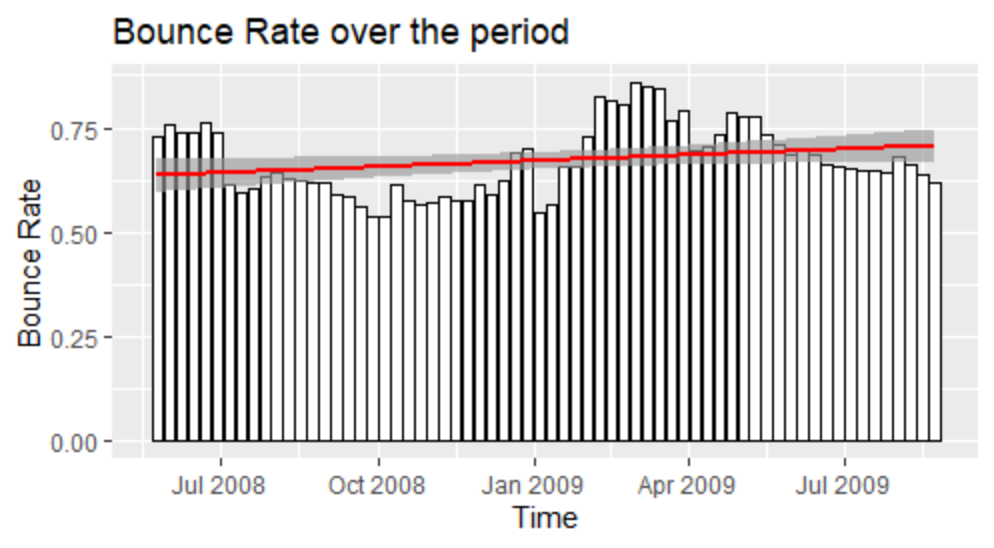 Bounce Rate over the period
Bounce Rate
0.75
0.50
0.25
0.00
Jul 2008 Oct 2008 Jan 2009 Apr 2009 Jul 2009
Time